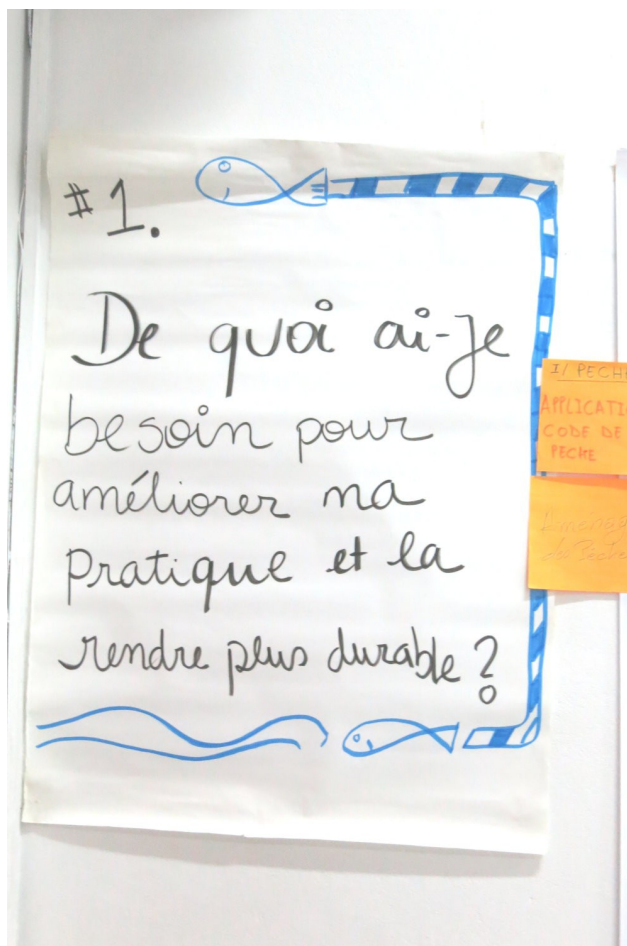 #1.
De quoi ai-je
besoin pour
améliorer ma
pratique et la
rendre plus durable ?
I/ PECHE
APPLICATI
CODE DE
PECHE